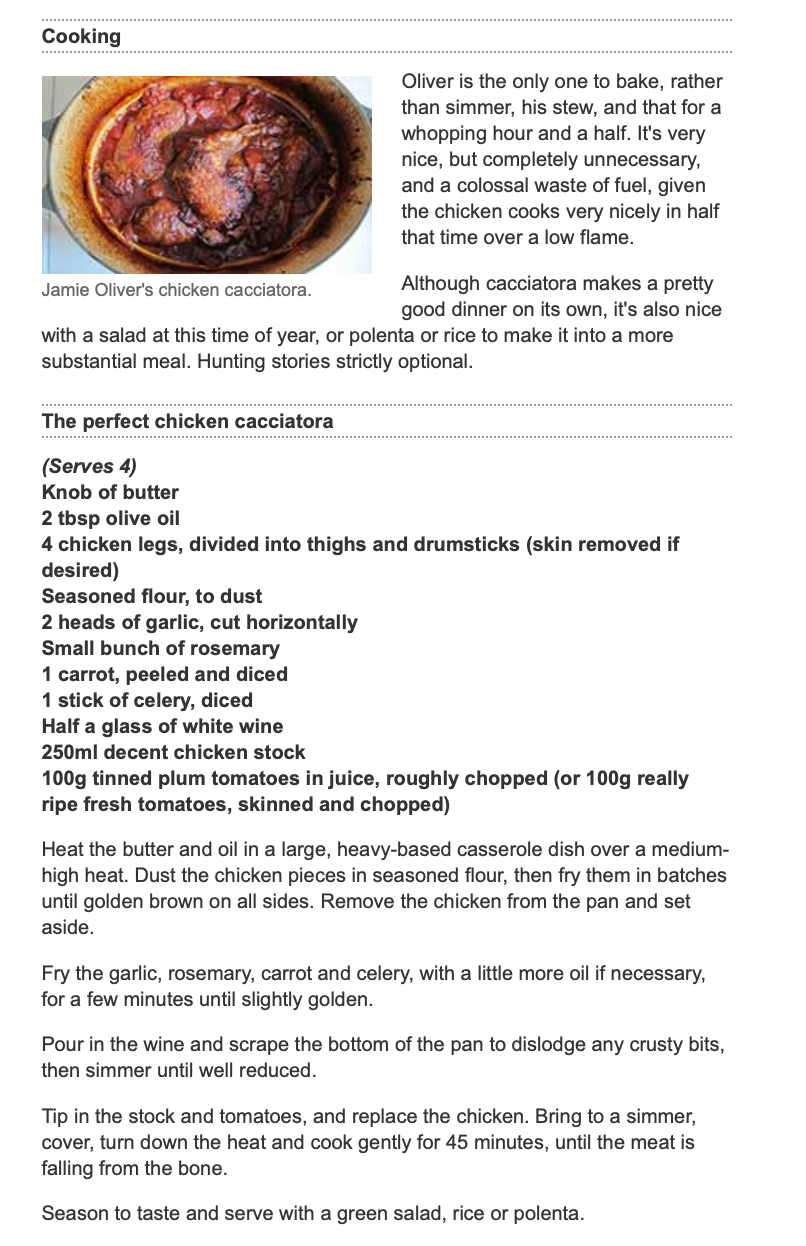 Cooking
Oliver is the only one to bake, rather
than simmer, his stew, and that for a
whopping hour and a half. It's very
nice, but completely unnecessary,
and a colossal waste of fuel, given
the chicken cooks very nicely in half
that time over a low flame.
Jamie Oliver's chicken cacciatora.
Although cacciatora makes a pretty
good dinner on its own, it's also nice
with a salad at this time of year, or polenta or rice to make it into a more
substantial meal. Hunting stories strictly optional.
The perfect chicken cacciatora
(Serves 4)
Knob of butter
2 tbsp olive oil
4 chicken legs, divided into thighs and drumsticks (skin removed if
desired)
Seasoned flour, to dust
2 heads of garlic, cut horizontally
Small bunch of rosemary
1 carrot, peeled and diced
1 stick of celery, diced
Half a glass of white wine
250ml decent chicken stock
100g tinned plum tomatoes in juice, roughly chopped (or 100g really
ripe fresh tomatoes, skinned and chopped)
Heat the butter and oil in a large, heavy-based casserole dish over a medium-
high heat. Dust the chicken pieces in seasoned flour, then fry them in batches
until golden brown on all sides. Remove the chicken from the pan and set
aside.
Fry the garlic, rosemary, carrot and celery, with a little more oil if necessary,
for a few minutes until slightly golden.
Pour in the wine and scrape the bottom of the pan to dislodge any crusty bits,
then simmer until well reduced.
Tip in the stock and tomatoes, and replace the chicken. Bring to a simmer,
cover, turn down the heat and cook gently for 45 minutes, until the meat is
falling from the bone.
Season to taste and serve with a green salad, rice or polenta.